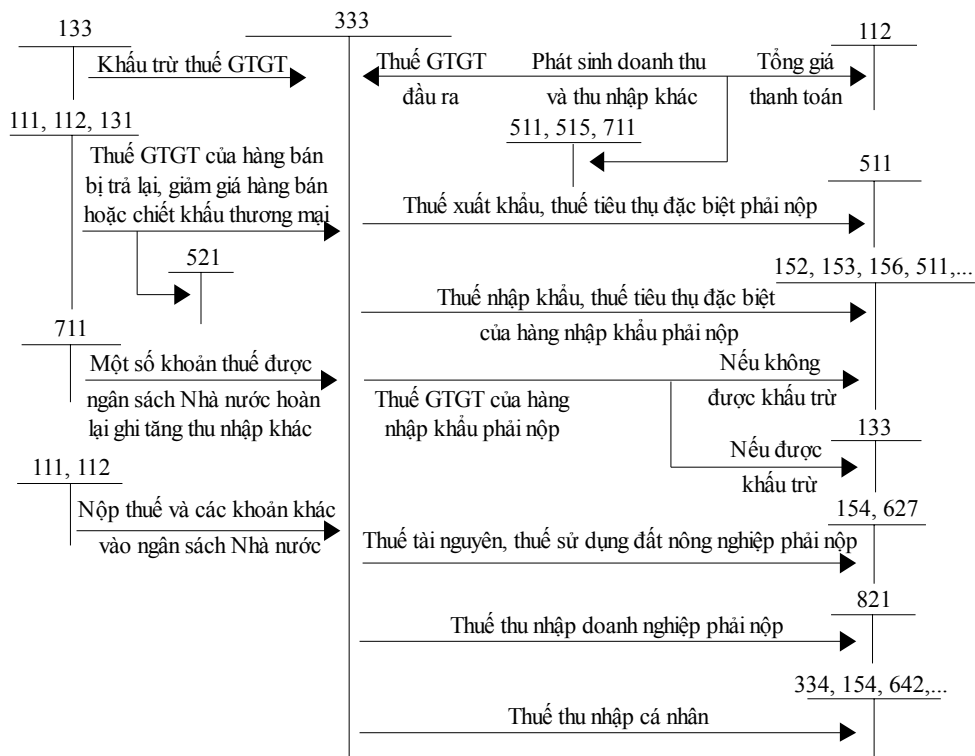 133
333
112
Khấu trừ thuế GTGT
Thuế GTGT
đầu ra
Phát sinh doanh thu
và thu nhập khác
Tổng giá
thanh toán
111, 112, 131
511, 515, 711
Thuế GTGT của hàng bán
bị trả lại, giảm giá hàng bán
hoặc chiết khấu thương mại
511
Thuế xuất khẩu, thuế tiêu thụ đặc biệt phải nộp
521
152, 153, 156, 511,...
Thuế nhập khẩu, thuế tiêu thụ đặc biệt
của hàng nhập khẩu phải nộp
711
Một số khoản thuế được
ngân sách Nhà nước hoàn
lại ghi tăng thu nhập khác
Thuế GTGT của hàng
nhập khẩu phải nộp
Nếu không
được khấu trừ
133
Nếu được
khấu trừ
111, 112
Nộp thuế và các khoản khác
vào ngân sách Nhà nước
154, 627
Thuế tài nguyên, thuế sử dụng đất nông nghiệp phải nộp
821
Thuế thu nhập doanh nghiệp phải nộp
334, 154, 642,...
Thuế thu nhập cá nhân